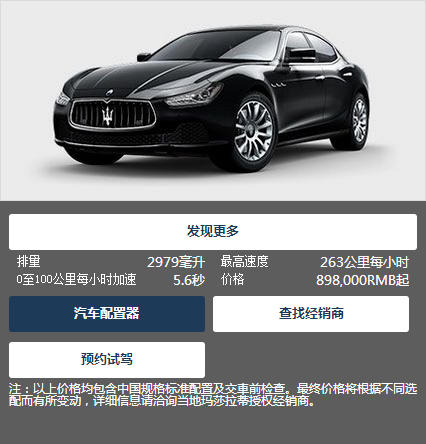 发现更多
排量 2979毫升 最高速度 263公里每小时
0至100公里每小时加速 5.6秒 价格 898,000RMB起
汽车配置器 查找经销商
预约试驾
注：以上价格均包含中国规格标准配置及交車前检查。最终价格将根据不同选
配而有所变动，详细信息请洽询当地玛莎拉蒂授权经销商。